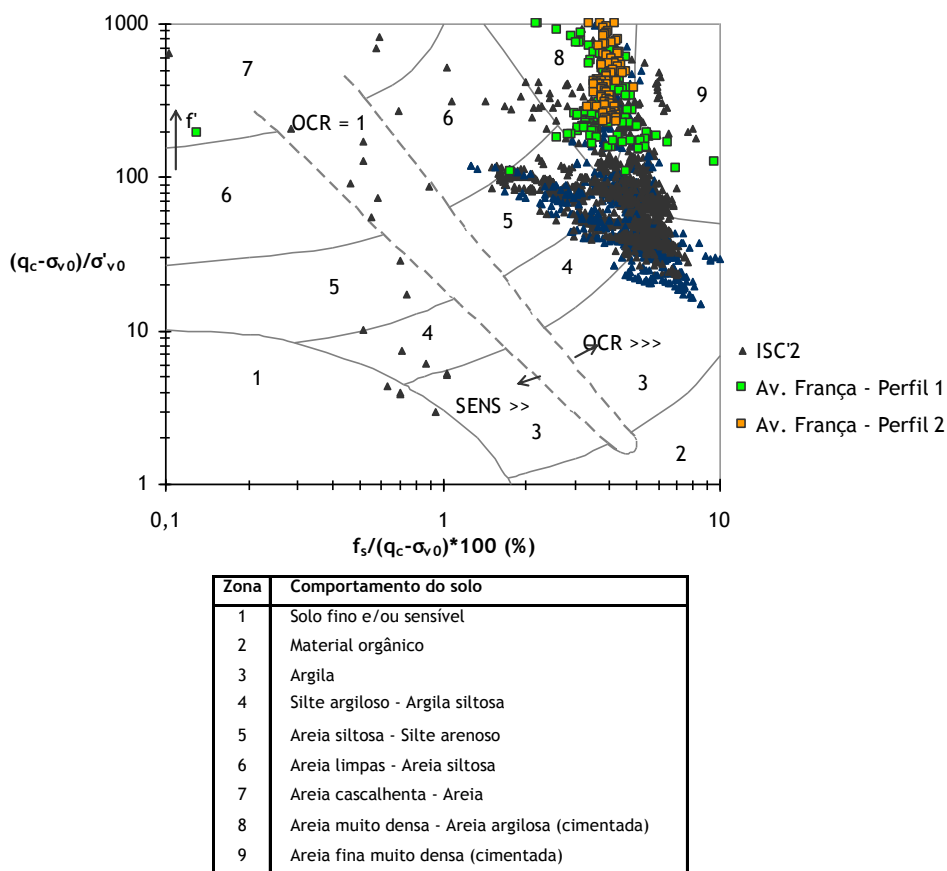 1000
100
10
1
(qc-σv0)/σ'v0
7
8
9
6
OCR = 1
f'
6
5
5
4
4
OCR >>>
3
1
SENS >>
3
2
0,1
1
10
fs/(qc-σv0)*100 (%)
ISC'2
Av. França - Perfil 1
Av. França - Perfil 2
Zona Comportamento do solo
1 Solo fino e/ou sensível
2 Material orgânico
3 Argila
4 Silte argiloso - Argila siltosa
5 Areia siltosa - Silte arenoso
6 Areia limpas - Areia siltosa
7 Areia cascalhenta - Areia
8 Areia muito densa - Areia argilosa (cimentada)
9 Areia fina muito densa (cimentada)